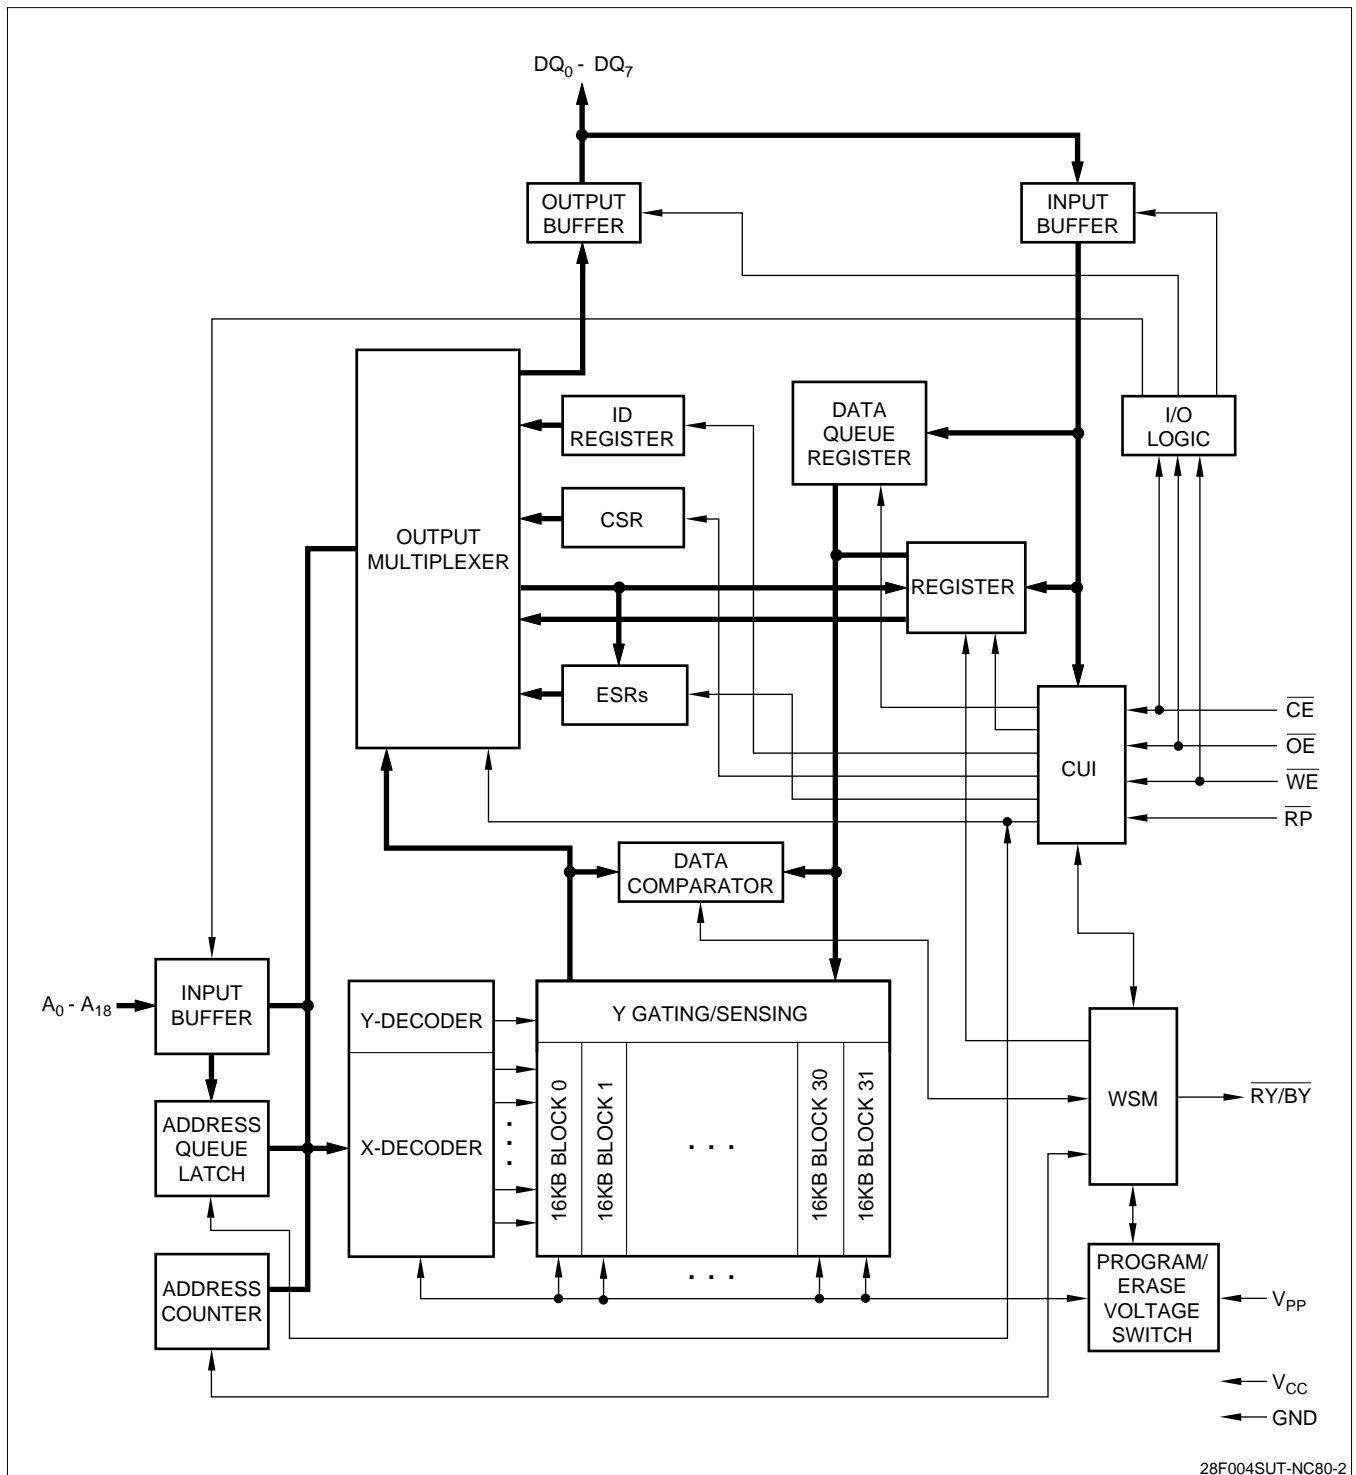 DQ0 - DQ7
OUTPUT
BUFFER
INPUT
BUFFER
ID
REGISTER
DATA
QUEUE
REGISTER
I/O
LOGIC
CSR
OUTPUT
MULTIPLEXER
REGISTER
ESRs
CUI
CE
OE
WE
RP
DATA
COMPARATOR
A0 - A18
INPUT
BUFFER
Y-DECODER
Y GATING/SENSING
ADDRESS
QUEUE
LATCH
X-DECODER
16KB BLOCK 0
16KB BLOCK 1
. . .
16KB BLOCK 30
16KB BLOCK 31
WSM
RY/BY
ADDRESS
COUNTER
. . .
PROGRAM/
ERASE
VOLTAGE
SWITCH
VPP
VCC
GND
28F004SUT-NC80-2